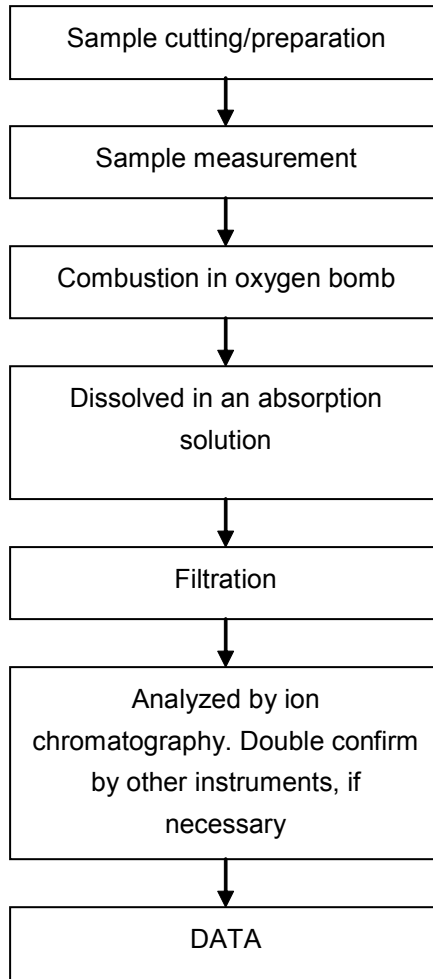 Sample cutting/preparation
Sample measurement
Combustion in oxygen bomb
Dissolved in an absorption
solution
Filtration
Analyzed by ion
chromatography. Double confirm
by other instruments, if
necessary
DATA